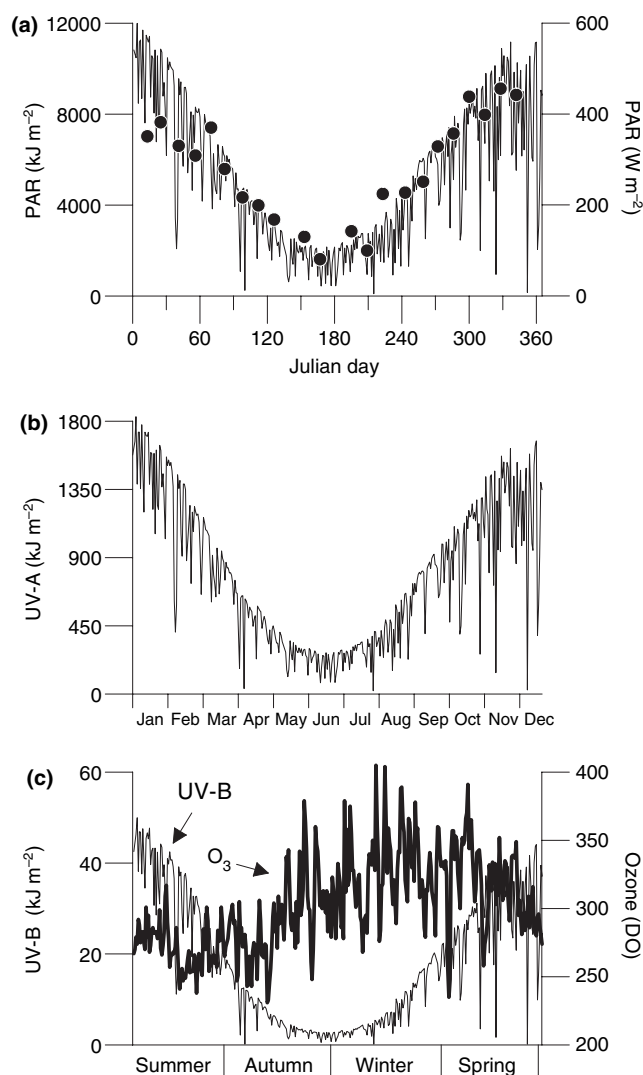 (a)
12000
8000
4000
0
PAR (kJ m⁻²)
600
400
200
0
PAR (W m⁻²)
0 60 120 180 240 300 360
Julian day
(b)
1800
1350
900
450
0
UV-A (kJ m⁻²)
Jan Feb Mar Apr May Jun Jul Aug Sep Oct Nov Dec
(c)
60
40
20
0
UV-B (kJ m⁻²)
UV-B
O₃
400
350
300
250
200
Ozone (DO)
Summer Autumn Winter Spring